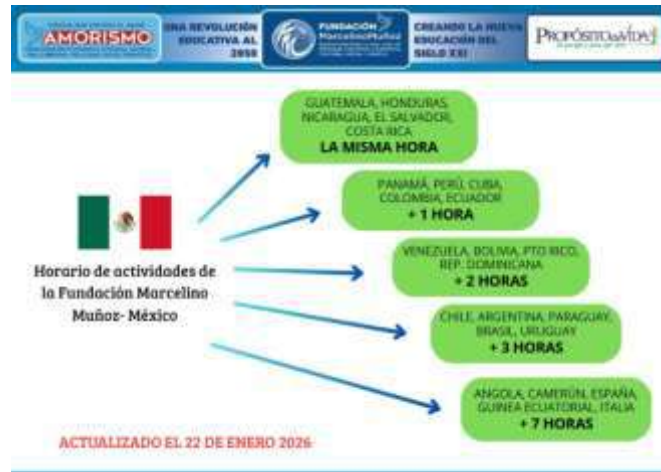 AMORISMO
UNA REVOLUCIÓN
EDUCATIVA AL
2050
FUNDACIÓN
MarcelinoMuñoz
CREANDO LA NUEVA
EDUCACIÓN DEL
SIGLO XXI
PROPÓSITO de VIDA
GUATEMALA, HONDURAS,
NICARAGUA, EL SALVADOR,
COSTA RICA
LA MISMA HORA
PANAMÁ, PERÚ, CUBA,
COLOMBIA, ECUADOR
+ 1 HORA
VENEZUELA, BOLIVIA, PTO RICO,
REP. DOMINICANA
+ 2 HORAS
Horario de actividades de
la Fundación Marcelino
Muñoz- México
CHILE, ARGENTINA, PARAGUAY,
BRASIL, URUGUAY
+ 3 HORAS
ANGOLA, CAMERÚN, ESPAÑA,
GUINEA ECUATORIAL, ITALIA
+ 7 HORAS
ACTUALIZADO EL 22 DE ENERO 2026